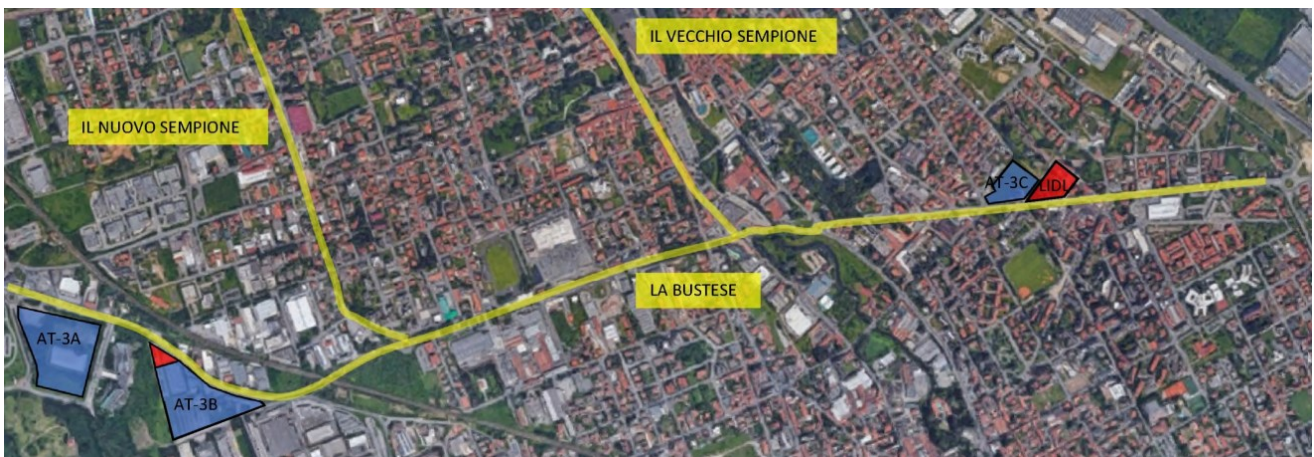 IL VECCHIO SEMPIONE
IL NUOVO SEMPIONE
AT-3C
LIDL
LA BUSTESE
AT-3A
AT-3B